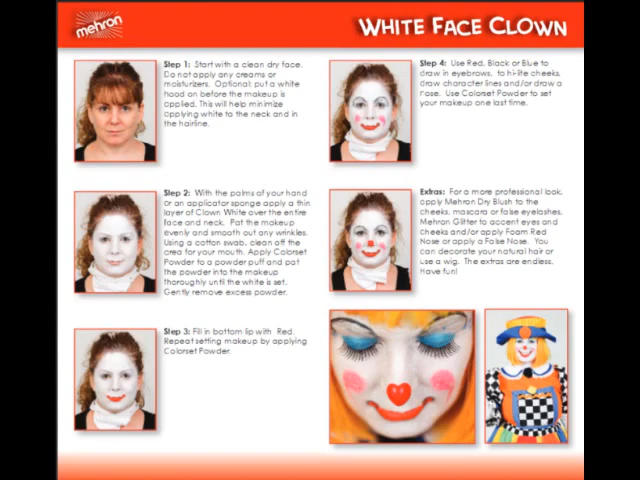 mehron
WHITE FACE CLOWN
Step 1: Start with a clean dry face.
Do not apply any creams or
moisturizers. Optional: put a white
hood on before the makeup is
applied. This will help minimize
applying white to the neck and in
the hairline.
Step 2: With the palms of your hand
or an applicator sponge apply a thin
layer of Clown White over the entire
face and neck. Pat the makeup
evenly and smooth out any wrinkles.
Using a cotton swab, clean off the
area for your mouth. Apply Colorset
Powder to a powder puff and pat
the powder into the makeup
thoroughly until the white is set.
Gently remove excess powder.
Step 3: Fill in bottom lip with Red.
Repeat setting makeup by applying
Colorset Powder.
Step 4: Use Red, Black or Blue to
draw in eyebrows, to hi-lite cheeks,
draw character lines and/or draw a
nose. Use Colorset Powder to set
your makeup one last time.
Extras: For a more professional look,
apply Mehron Dry Blush to the
cheeks, mascara or false eyelashes,
Mehron Glitter to accent eyes and
cheeks and/or apply Foam Red
Nose or apply a False Nose. You
can decorate your natural hair or
use a wig. The extras are endless.
Have fun!